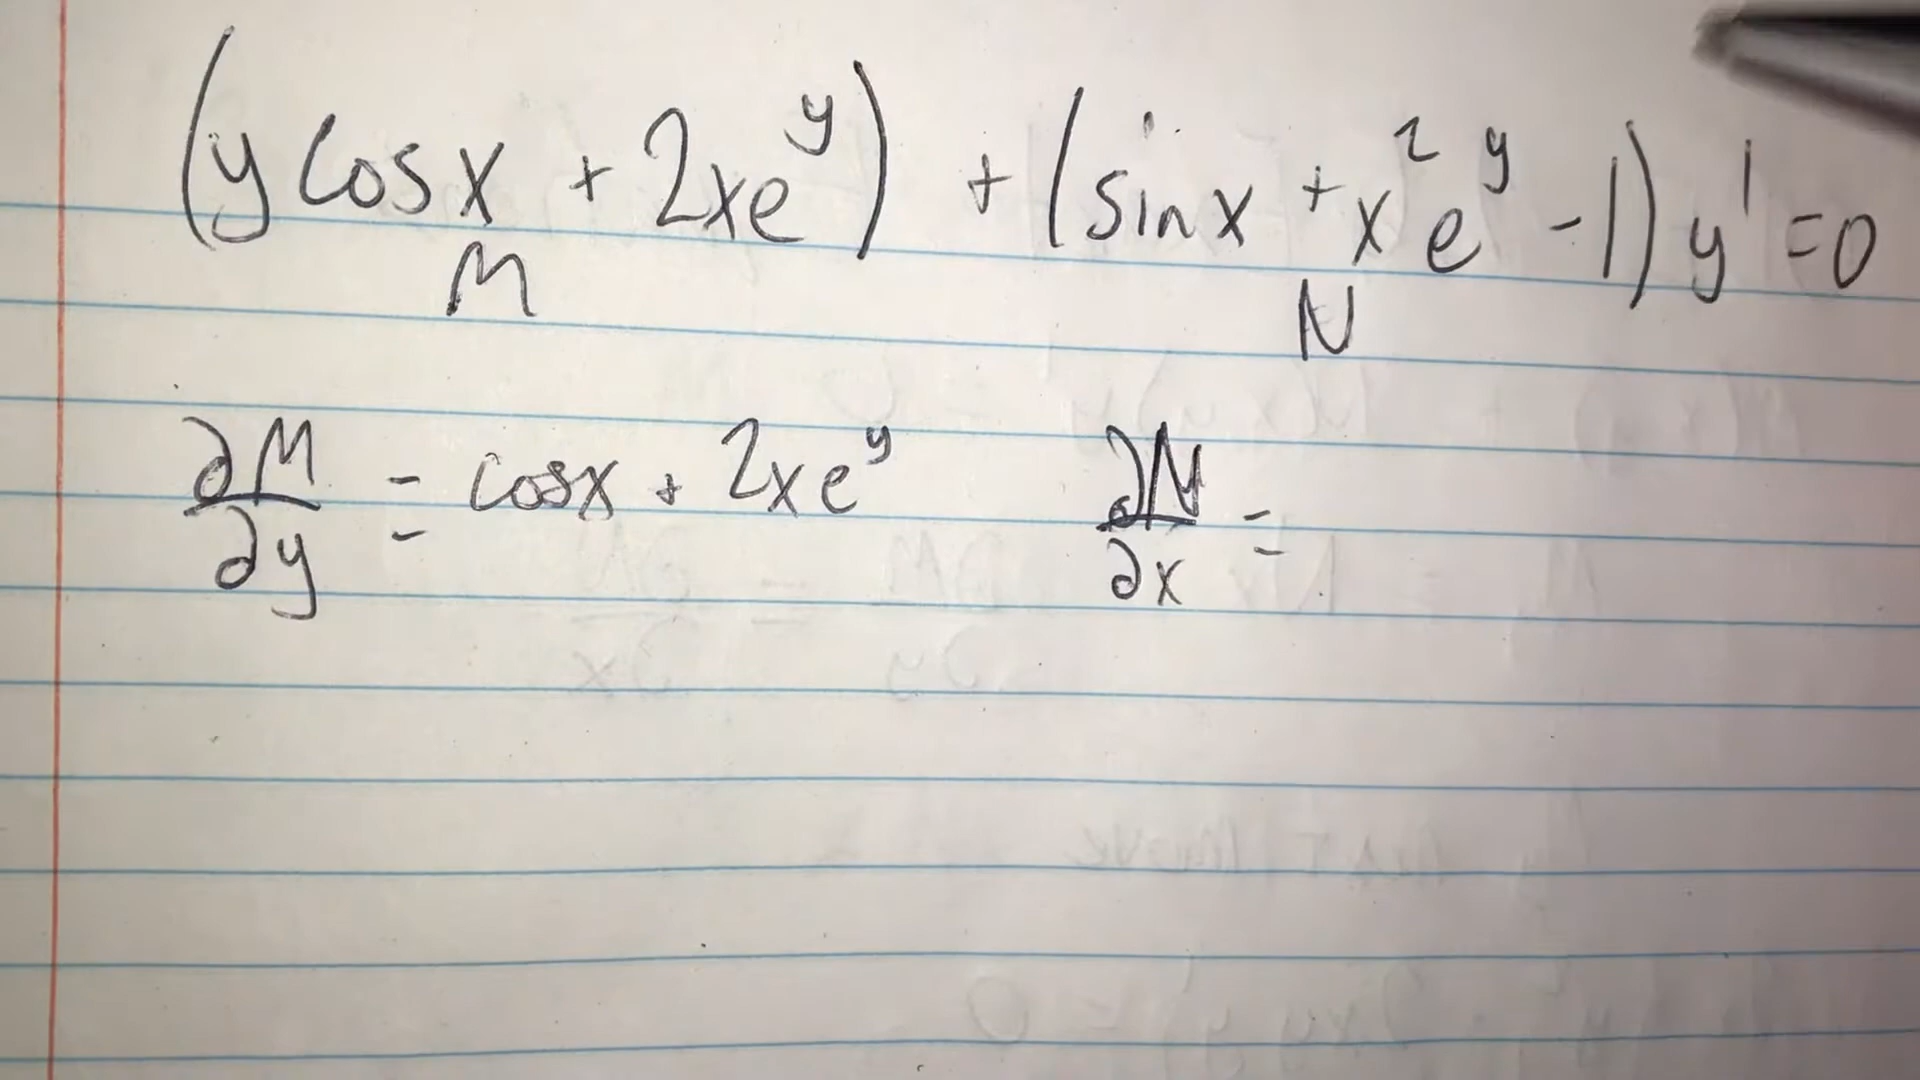 (y cos x + 2xe^y) + (sin x + x^2 e^y - 1) y' = 0
M N
∂M/∂y = cos x + 2xe^y ∂N/∂x =